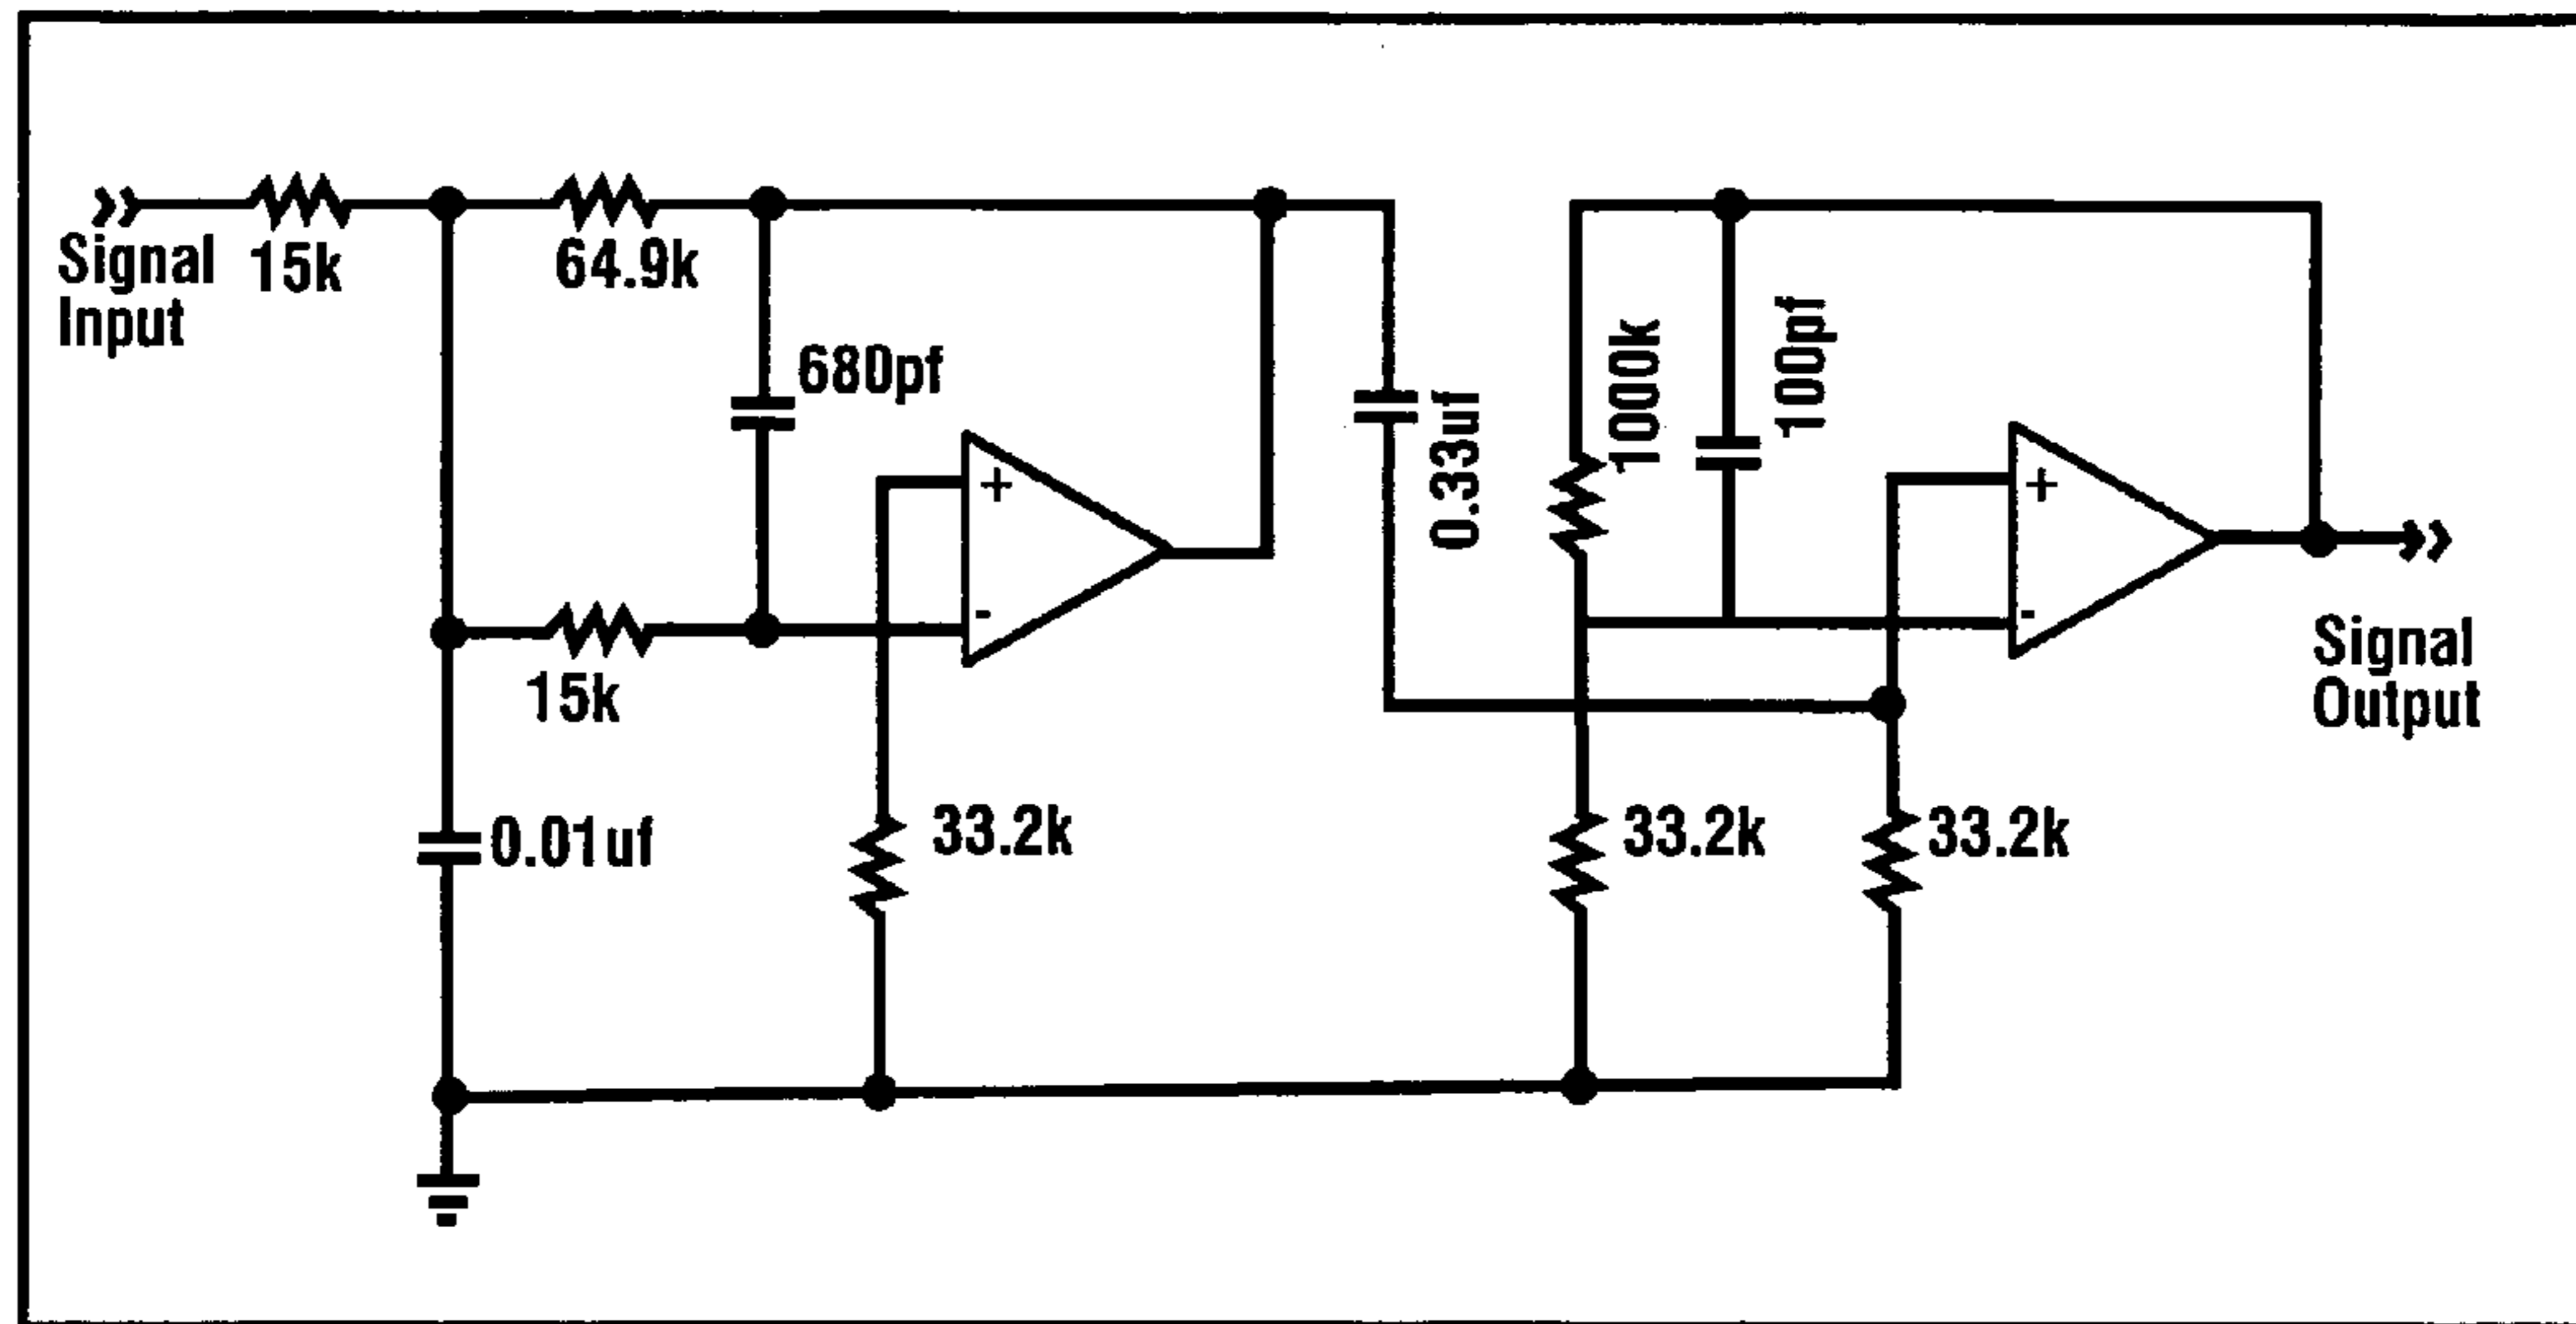 Signal
Input
15k
64.9k
680pf
+
-
15k
0.01uf
33.2k
0.33uf
1000k
100pf
+
-
33.2k
33.2k
Signal
Output